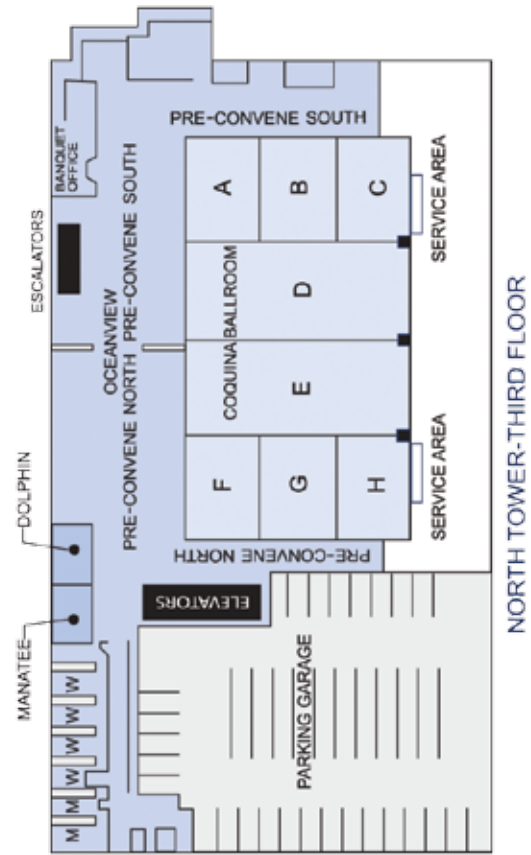 MANATEE
DOLPHIN
ESCALATORS
BANQUET
OFFICE
M
M
W
W
W
W
OCEANVIEW
PRE-CONVENE NORTH
PRE-CONVENE SOUTH
ELEVATORS
PRE-CONVENE NORTH
PRE-CONVENE SOUTH
COQUINA BALLROOM
F
G
H
E
D
A
B
C
PARKING GARAGE
SERVICE AREA
SERVICE AREA
NORTH TOWER-THIRD FLOOR